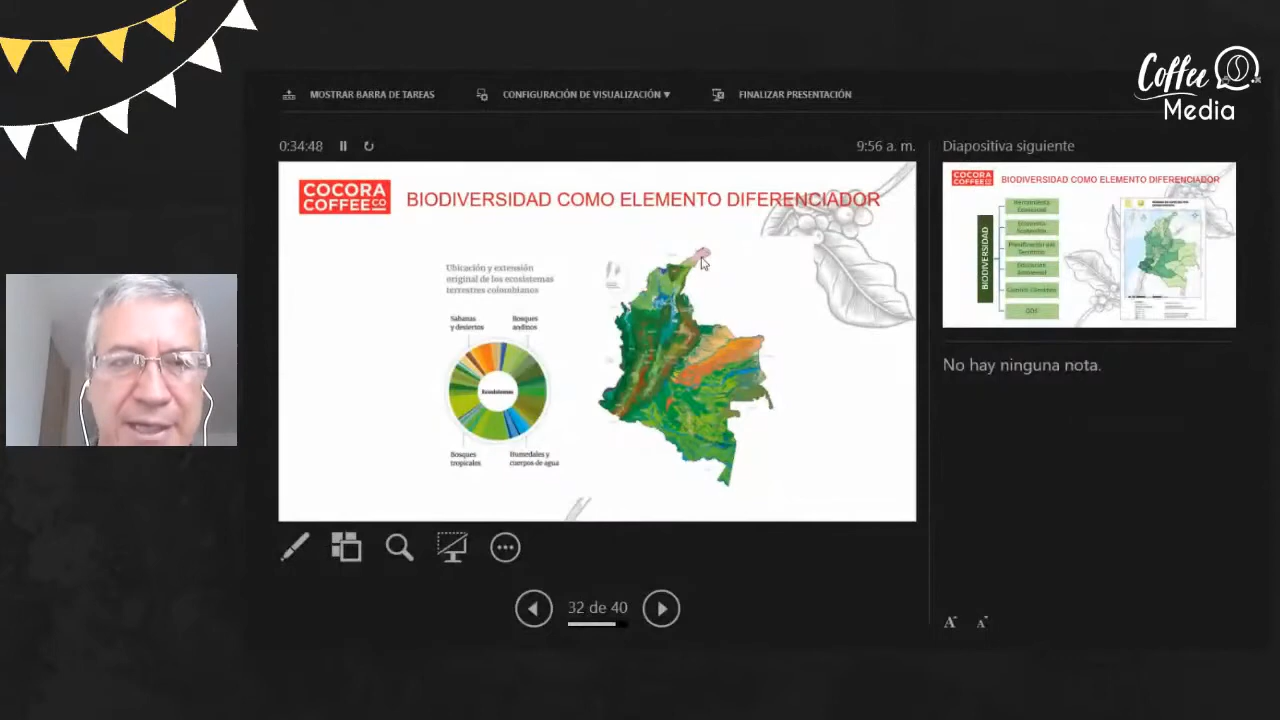 Coffee
Media
MOSTRAR BARRA DE TAREAS
CONFIGURACIÓN DE VISUALIZACIÓN ▼
FINALIZAR PRESENTACIÓN
0:34:48
9:56 a. m.
COCORA
COFFEE CO
BIODIVERSIDAD COMO ELEMENTO DIFERENCIADOR
Ubicación y extensión
original de los ecosistemas
terrestres colombianos
Sabanas
y desiertos
Bosques
andinos
Ecosistemas
Bosques
tropicales
Humedales y
cuerpos de agua
32 de 40
Diapositiva siguiente
COCORA
COFFEE CO
BIODIVERSIDAD COMO ELEMENTO DIFERENCIADOR
BIODIVERSIDAD
ODS
No hay ninguna nota.
A A